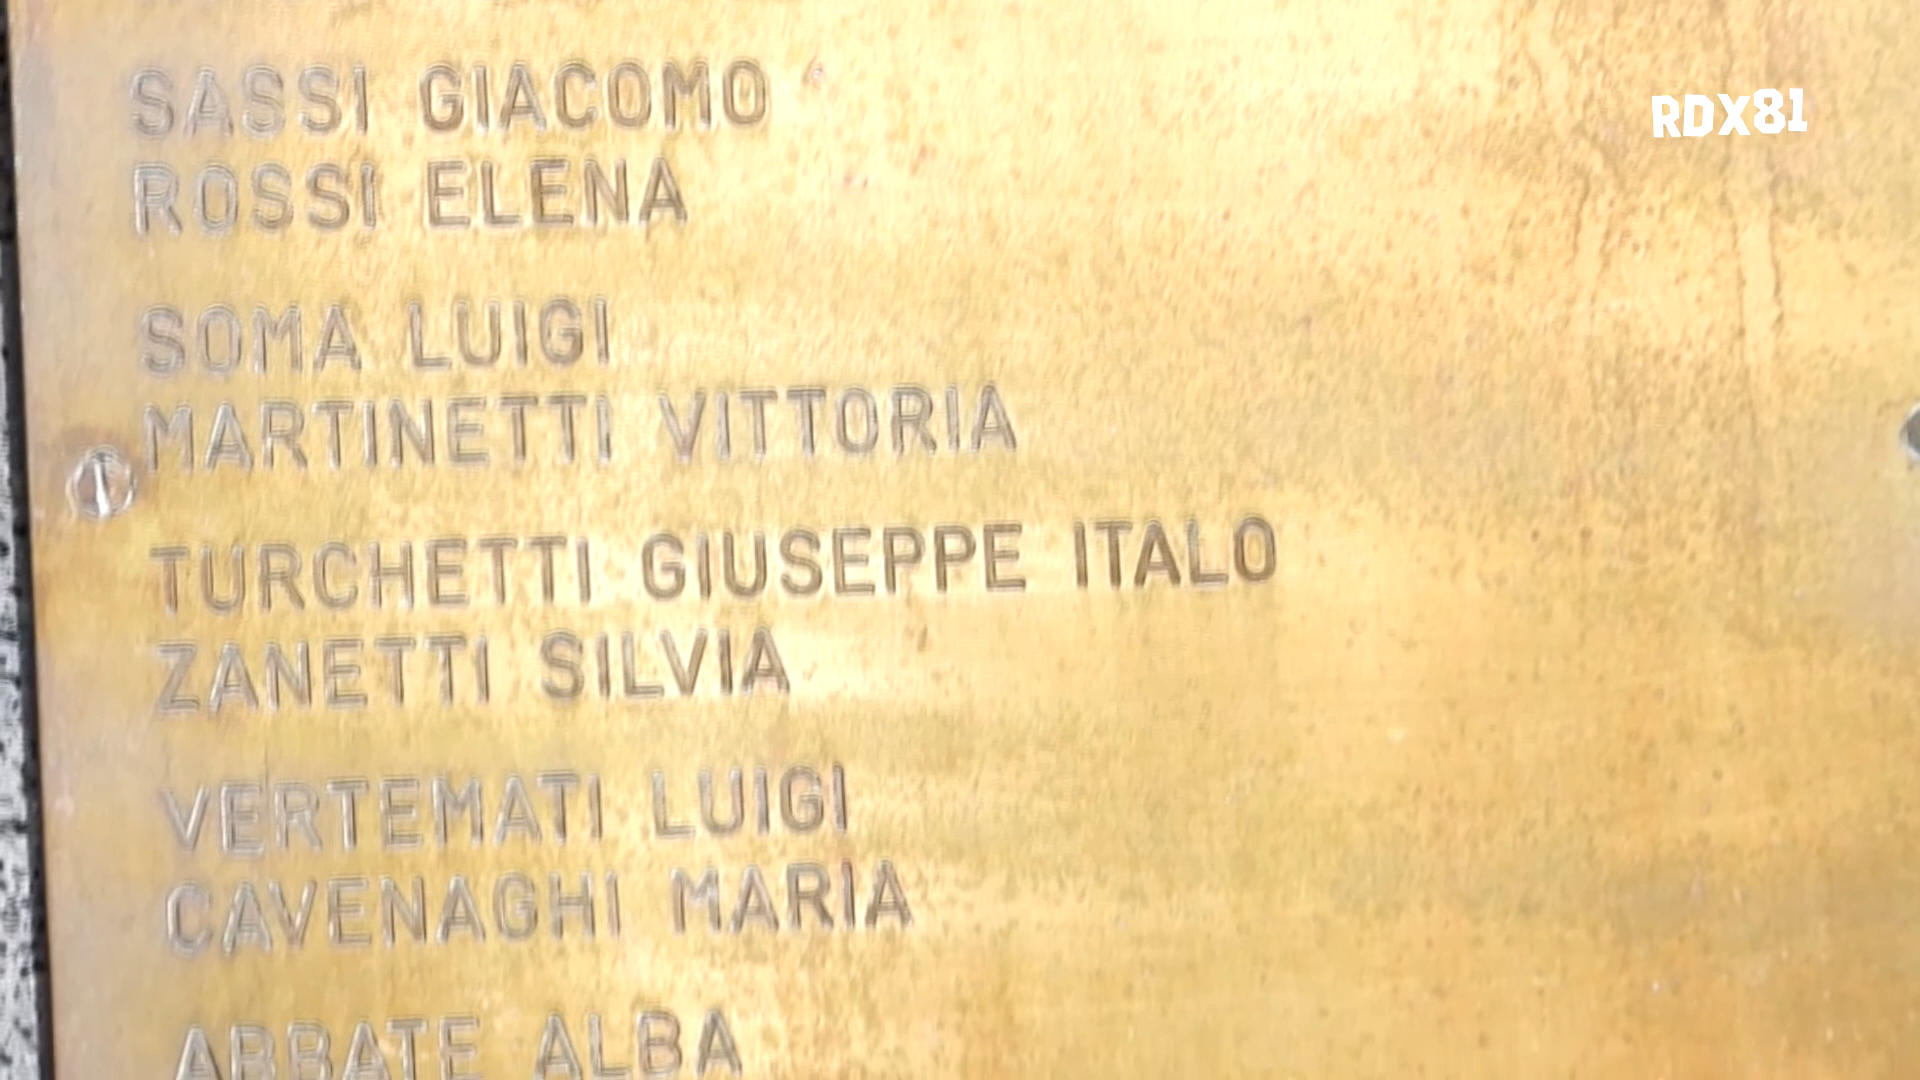 SASSI GIACOMO
RDX81
ROSSI ELENA
SOMA LUIGI
MARTINETTI VITTORIA
TURCHETTI GIUSEPPE ITALO
ZANETTI SILVIA
VERTEMATI LUIGI
CAVENAGHI MARIA
ABBATE ALBA